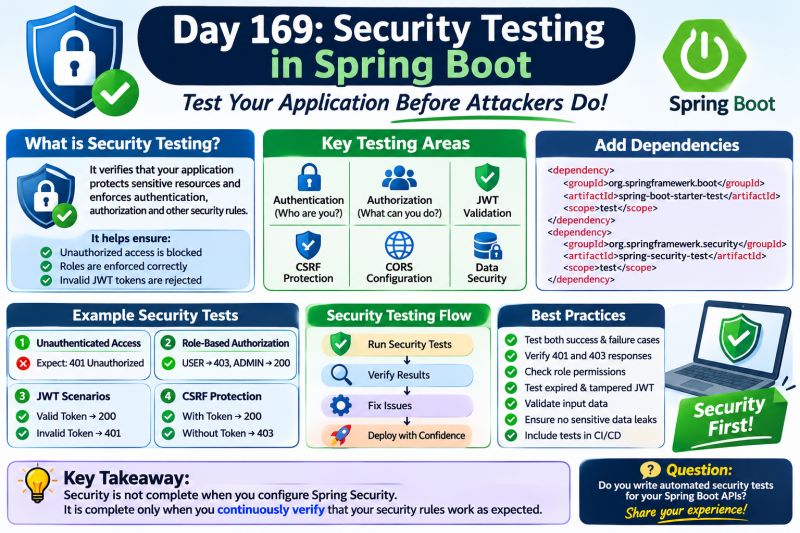 Day 169: Security Testing
in Spring Boot
Test Your Application Before Attackers Do!
Spring Boot
What is Security Testing?
It verifies that your application
protects sensitive resources and
enforces authentication,
authorization and other security rules.
It helps ensure:
Unauthorized access is blocked
Roles are enforced correctly
Invalid JWT tokens are rejected
Key Testing Areas
Authentication
(Who are you?)
Authorization
(What can you do?)
JWT
Validation
CSRF
Protection
CORS
Configuration
Data
Security
Add Dependencies
<dependency>
<groupId>org.springframewerk.boot</groupId>
<artifactId>spring-boot-starter-test</artifactId>
<scope>test</scope>
</dependency>
<dependency>
<groupId>org.springframework.security</groupId>
<artifactId>spring-security-test</artifactId>
<scope>test</scope>
</dependency>
Example Security Tests
1 Unauthenticated Access
Expect: 401 Unauthorized
2 Role-Based Authorization
USER → 403, ADMIN → 200
3 JWT Scenarios
Valid Token → 200
Invalid Token → 401
4 CSRF Protection
With Token → 200
Without Token → 403
Security Testing Flow
Run Security Tests
Verify Results
Fix Issues
Deploy with Confidence
Best Practices
Test both success & failure cases
Verify 401 and 403 responses
Check role permissions
Test expired & tampered JWT
Validate input data
Ensure no sensitive data leaks
Include tests in CI/CD
Security
First!
Key Takeaway:
Security is not complete when you configure Spring Security.
It is complete only when you continuously verify that your security rules work as expected.
? Question:
Do you write automated security tests
for your Spring Boot APIs?
Share your experience!